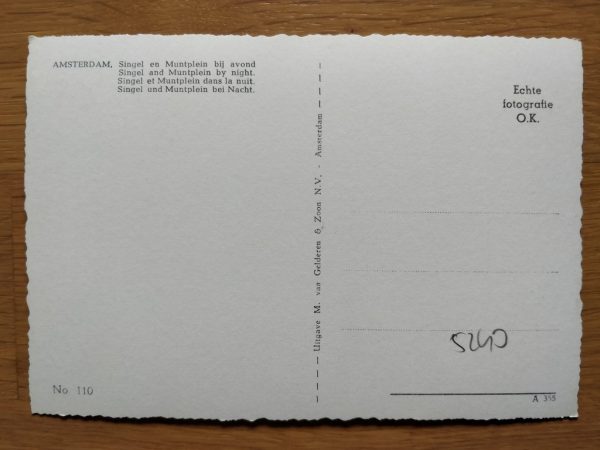 AMSTERDAM, Singel en Muntplein bij avond
Singel and Muntplein by night.
Singel et Muntplein dans la nuit.
Singel und Muntplein bei Nacht.
No 110
— Uitgave M. van Gelderen & Zoon N.V. - Amsterdam —
Echte
fotografie
O.K.
5240
A 355